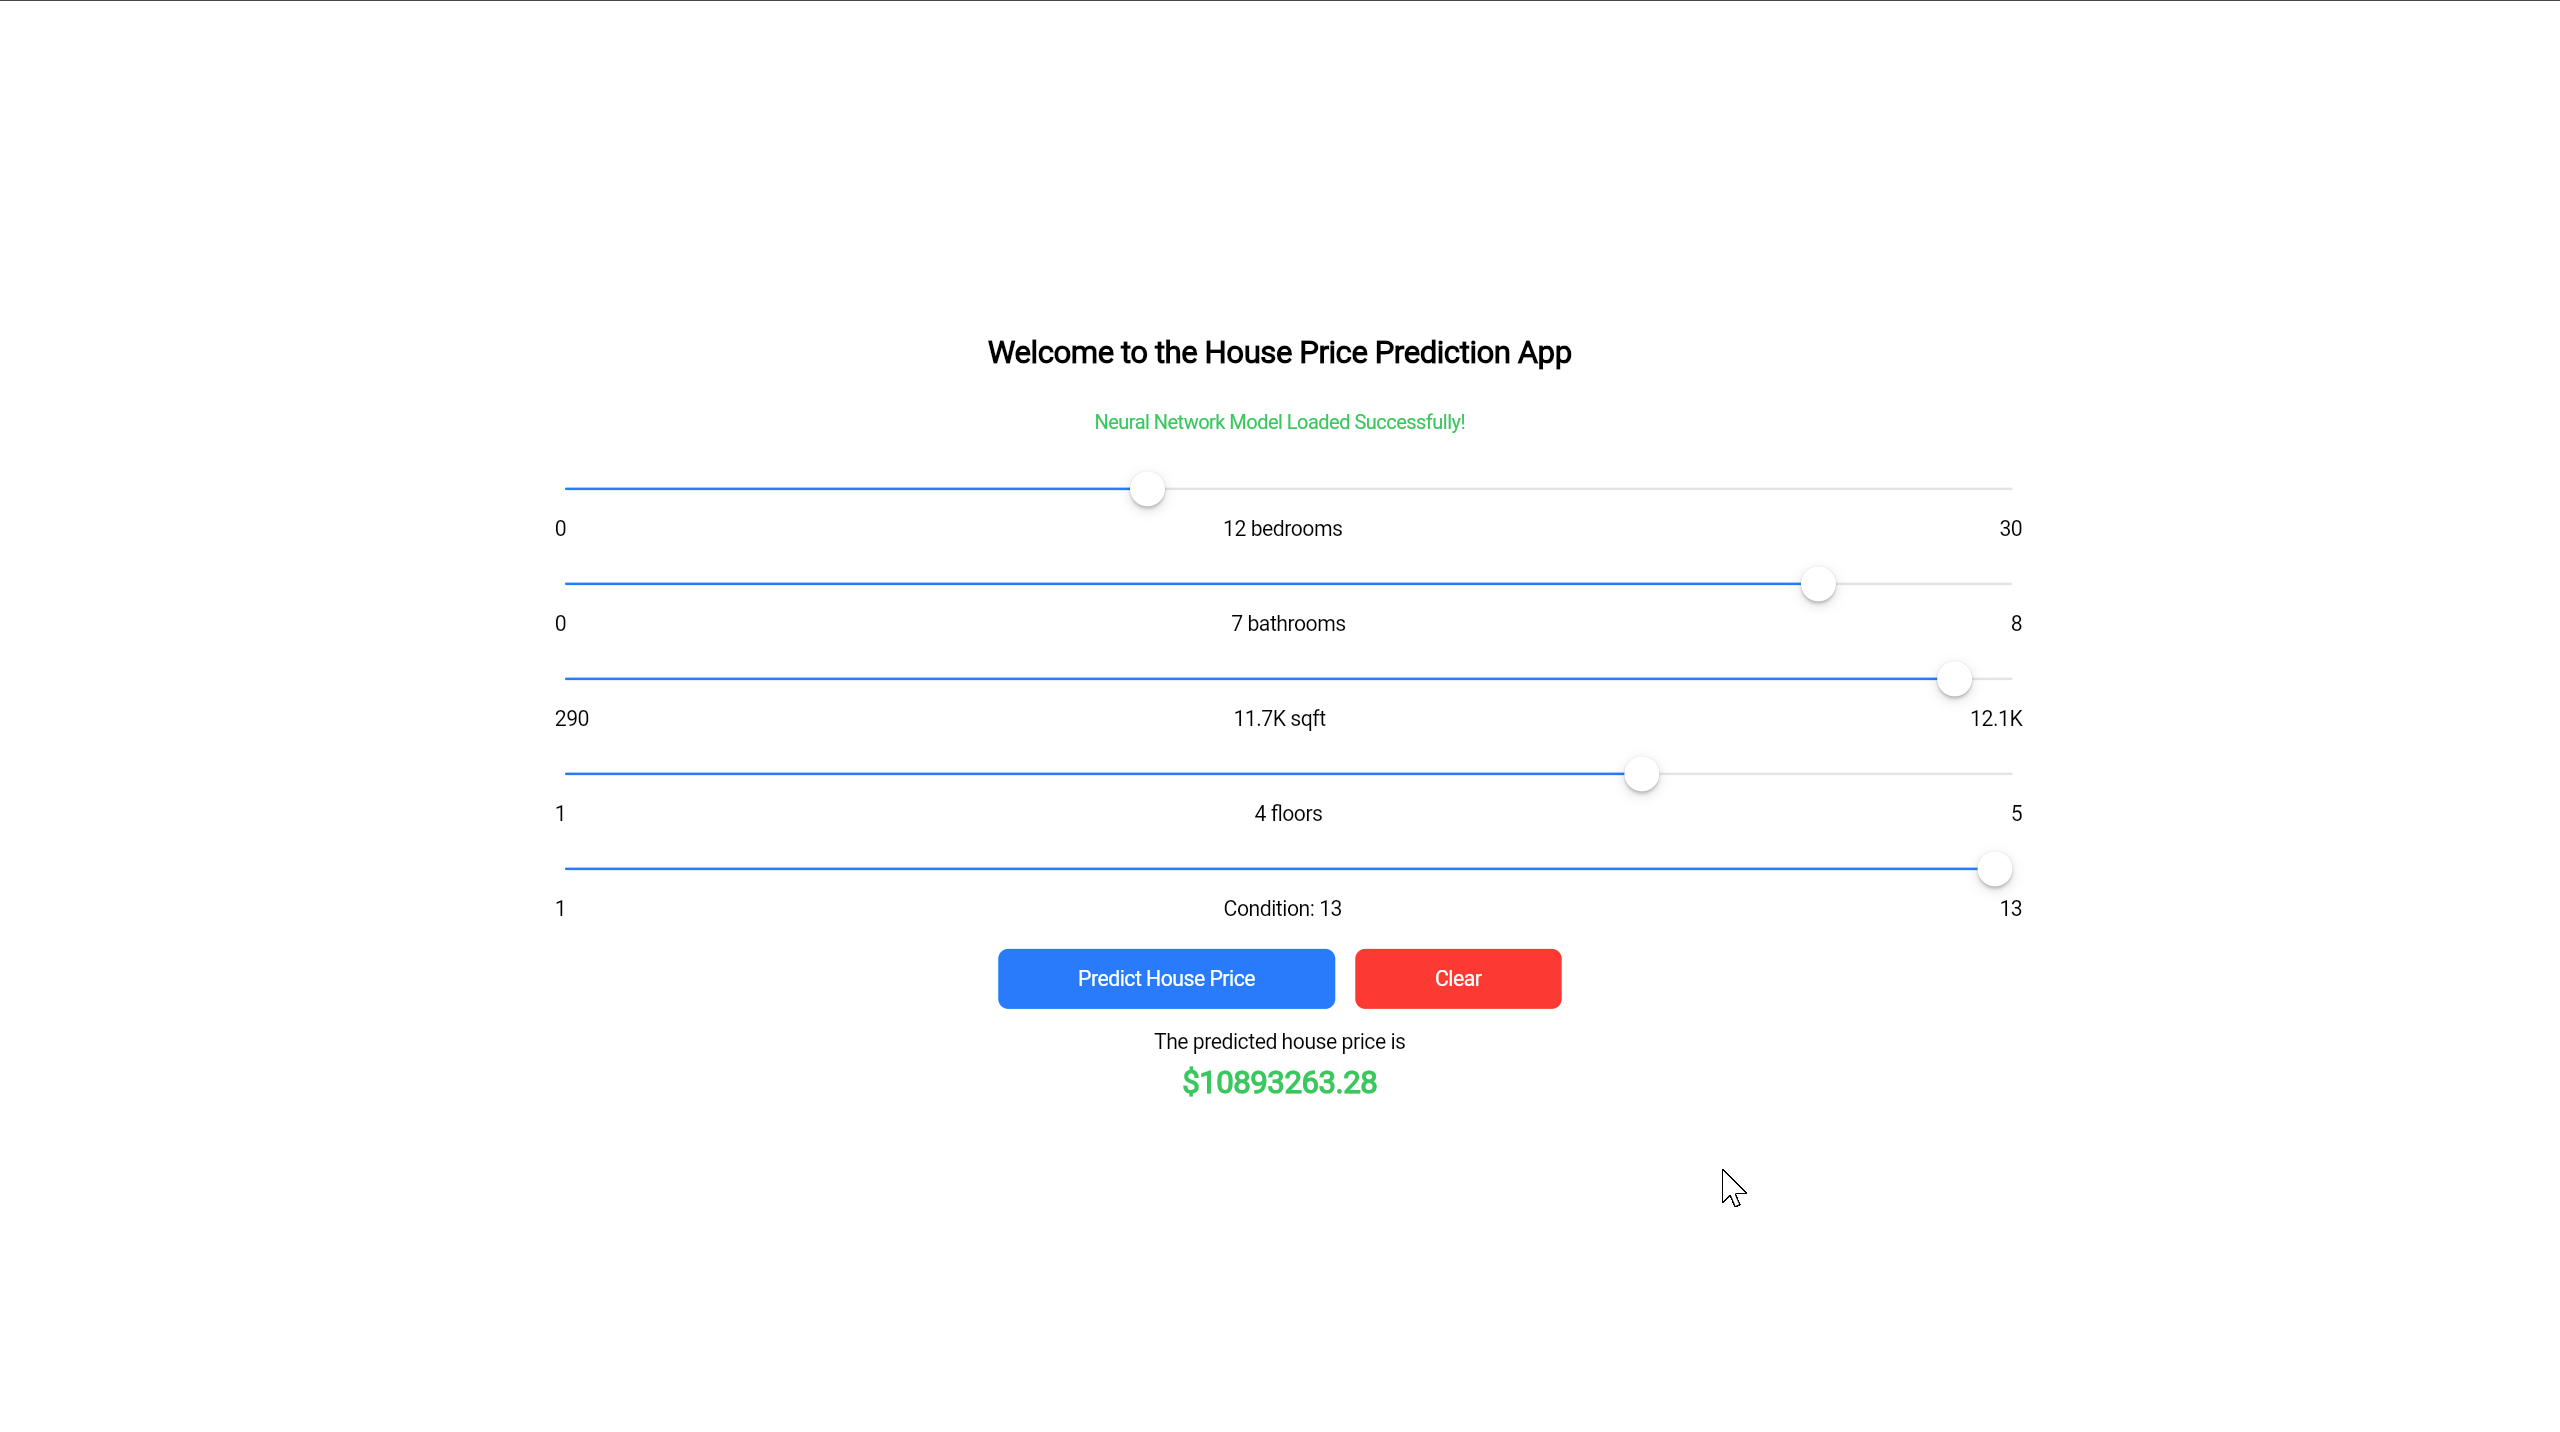 Welcome to the House Price Prediction App
Neural Network Model Loaded Successfully!
0 12 bedrooms 30
0 7 bathrooms 8
290 11.7K sqft 12.1K
1 4 floors 5
1 Condition: 13 13
Predict House Price Clear
The predicted house price is
$10893263.28